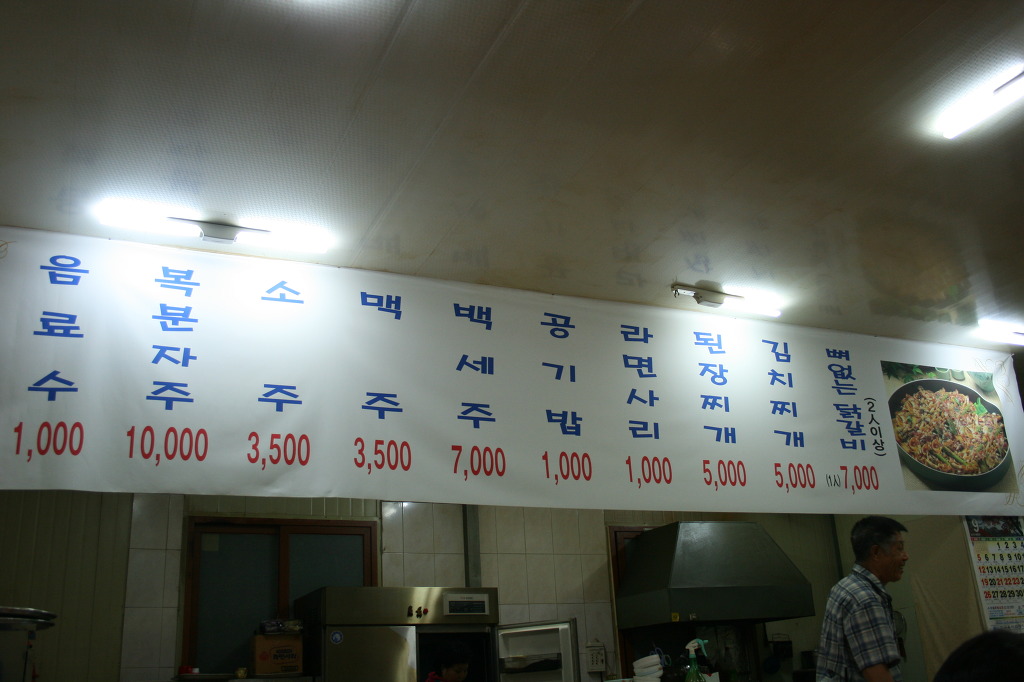 음료수 1,000
복분자주 10,000
소주 3,500
맥주 3,500
백세주 7,000
공기밥 1,000
라면사리 1,000
된장찌개 5,000
김치찌개 5,000
뼈없는 닭갈비 (2人이상) (1人) 7,000
9